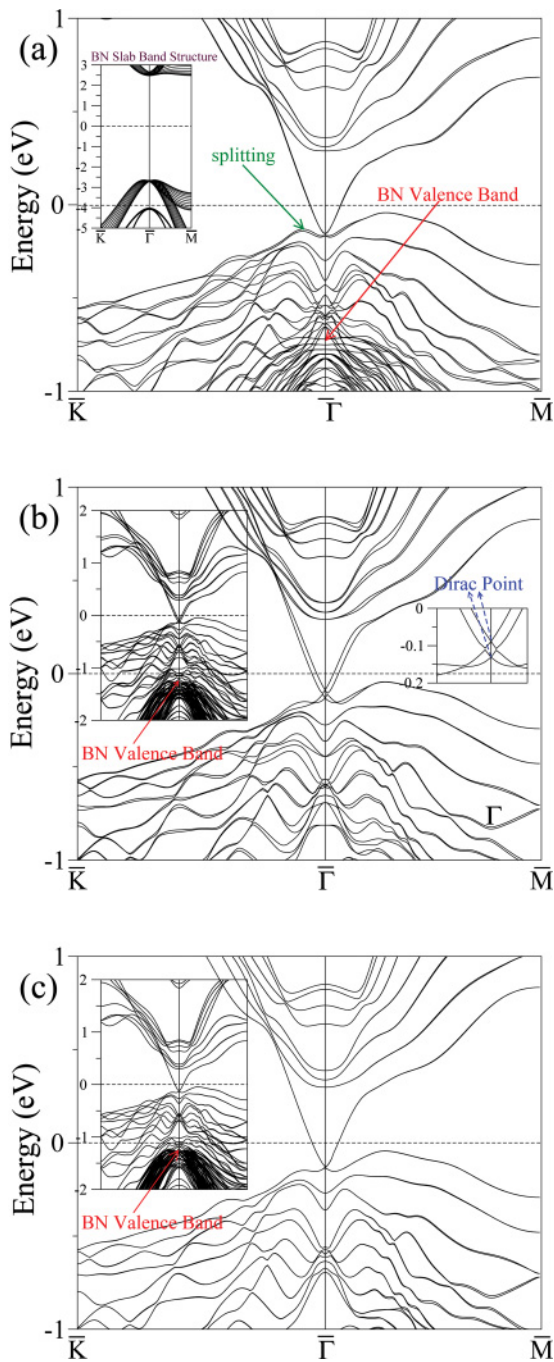 (a)
BN Slab Band Structure
3
2
1
0
-1
-2
-3
-4
-5
K̅ Γ̅ M̅
splitting
BN Valence Band
Energy (eV)
1
0
-1
K̅ Γ̅ M̅
(b)
2
1
0
-1
-2
BN Valence Band
Dirac Point
0
-0.1
-0.2
Γ
Energy (eV)
1
0
-1
K̅ Γ̅ M̅
(c)
2
1
0
-1
-2
BN Valence Band
Energy (eV)
1
0
-1
K̅ Γ̅ M̅